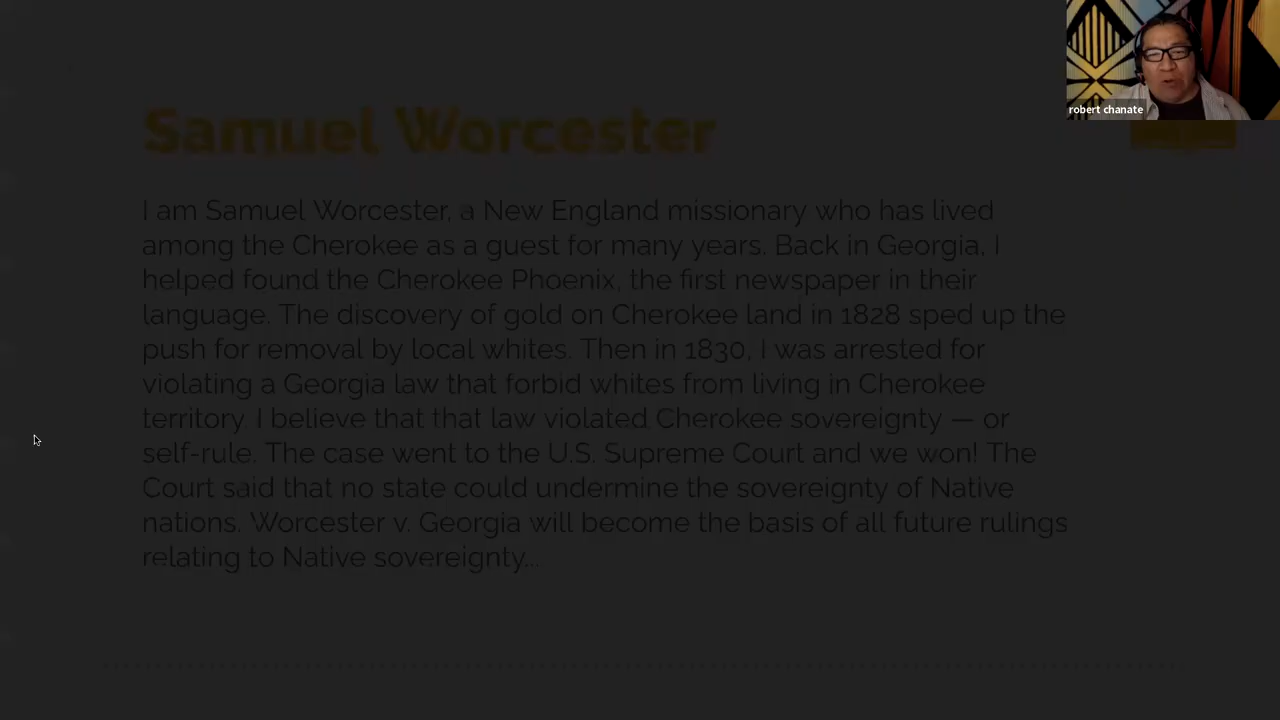 robert chanate
Samuel Worcester
I am Samuel Worcester, a New England missionary who has lived
among the Cherokee as a guest for many years. Back in Georgia, I
helped found the Cherokee Phoenix, the first newspaper in their
language. The discovery of gold on Cherokee land in 1828 sped up the
push for removal by local whites. Then in 1830, I was arrested for
violating a Georgia law that forbid whites from living in Cherokee
territory. I believe that that law violated Cherokee sovereignty — or
self-rule. The case went to the U.S. Supreme Court and we won! The
Court said that no state could undermine the sovereignty of Native
nations. Worcester v. Georgia will become the basis of all future rulings
relating to Native sovereignty...